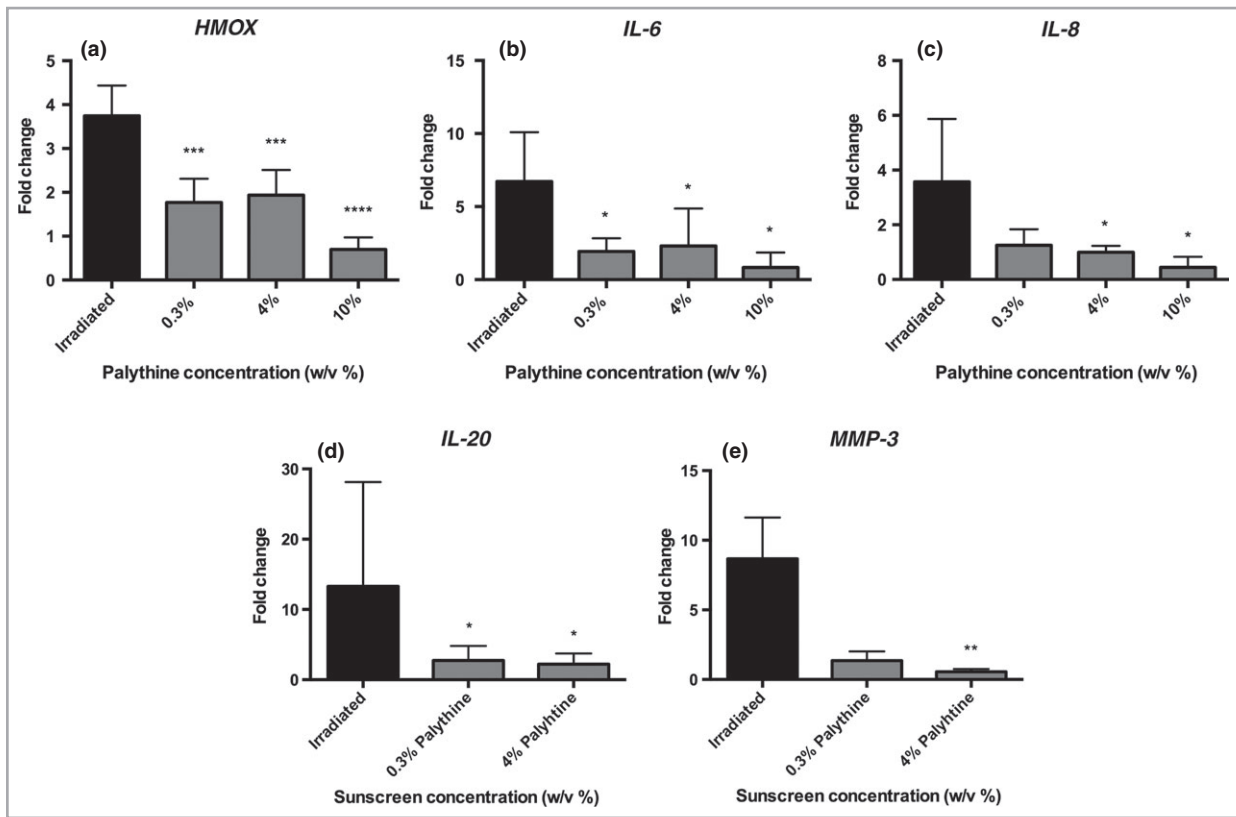 HMOX
(a)
Fold change
5
4
3
2
1
0
***
***
****
Irradiated
0.3%
4%
10%
Palythine concentration (w/v %)
IL-6
(b)
Fold change
15
10
5
0
*
*
*
Irradiated
0.3%
4%
10%
Palythine concentration (w/v %)
IL-8
(c)
Fold change
8
6
4
2
0
*
*
Irradiated
0.3%
4%
10%
Palythine concentration (w/v %)
IL-20
(d)
Fold change
30
20
10
0
*
*
Irradiated
0.3% Palythine
4% Palyhtine
Sunscreen concentration (w/v %)
MMP-3
(e)
Fold change
15
10
5
0
**
Irradiated
0.3% Palythine
4% Palyhtine
Sunscreen concentration (w/v %)